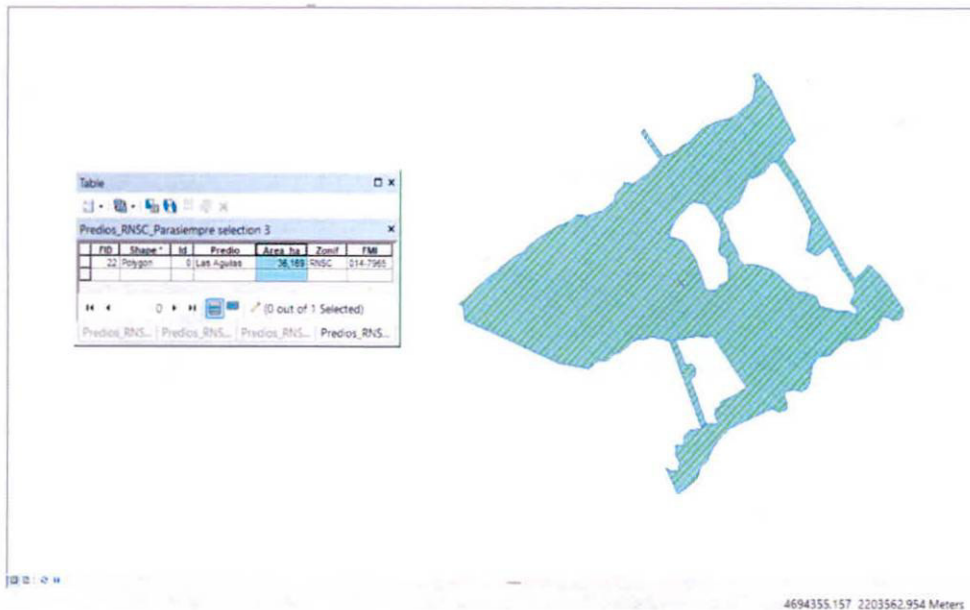 Table
Predios_RNSC_Parasiempre selection 3
FID Shape * Id Predio Area_ha Zonif FMI
22 Polygon 0 Las Aguilas 36,169 RNSC 014-7965
0 (0 out of 1 Selected)
Predios_RNS... Predios_RNS... Predios_RNS... Predios_RNS...
4694355.157 2203562.954 Meters